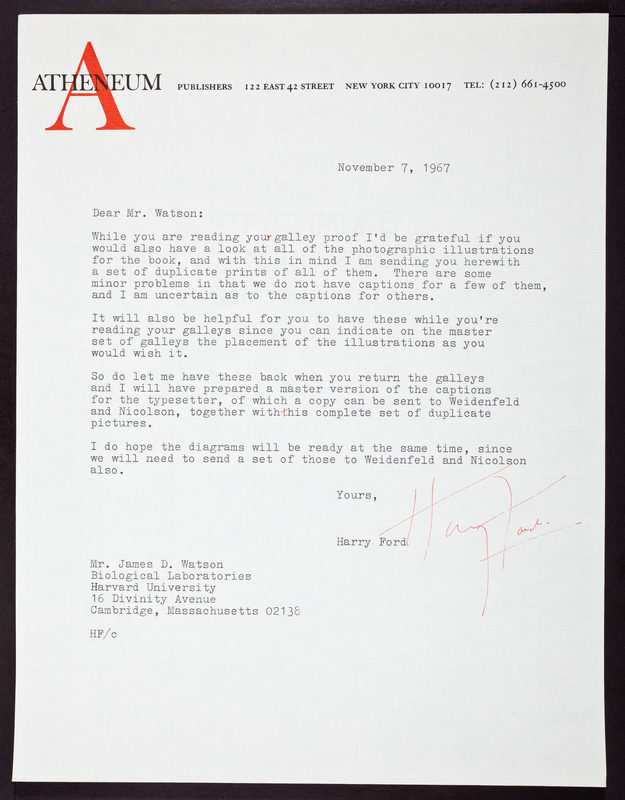 ATHENEUM PUBLISHERS 122 EAST 42 STREET NEW YORK CITY 10017 TEL: (212) 661-4500
November 7, 1967
Dear Mr. Watson:
While you are reading your galley proof I'd be grateful if you
would also have a look at all of the photographic illustrations
for the book, and with this in mind I am sending you herewith
a set of duplicate prints of all of them. There are some
minor problems in that we do not have captions for a few of them,
and I am uncertain as to the captions for others.
It will also be helpful for you to have these while you're
reading your galleys since you can indicate on the master
set of galleys the placement of the illustrations as you
would wish it.
So do let me have these back when you return the galleys
and I will have prepared a master version of the captions
for the typesetter, of which a copy can be sent to Weidenfeld
and Nicolson, together with this complete set of duplicate
pictures.
I do hope the diagrams will be ready at the same time, since
we will need to send a set of those to Weidenfeld and Nicolson
also.
Yours,
Harry Ford.
Harry Ford
Mr. James D. Watson
Biological Laboratories
Harvard University
16 Divinity Avenue
Cambridge, Massachusetts 02138
HF/c